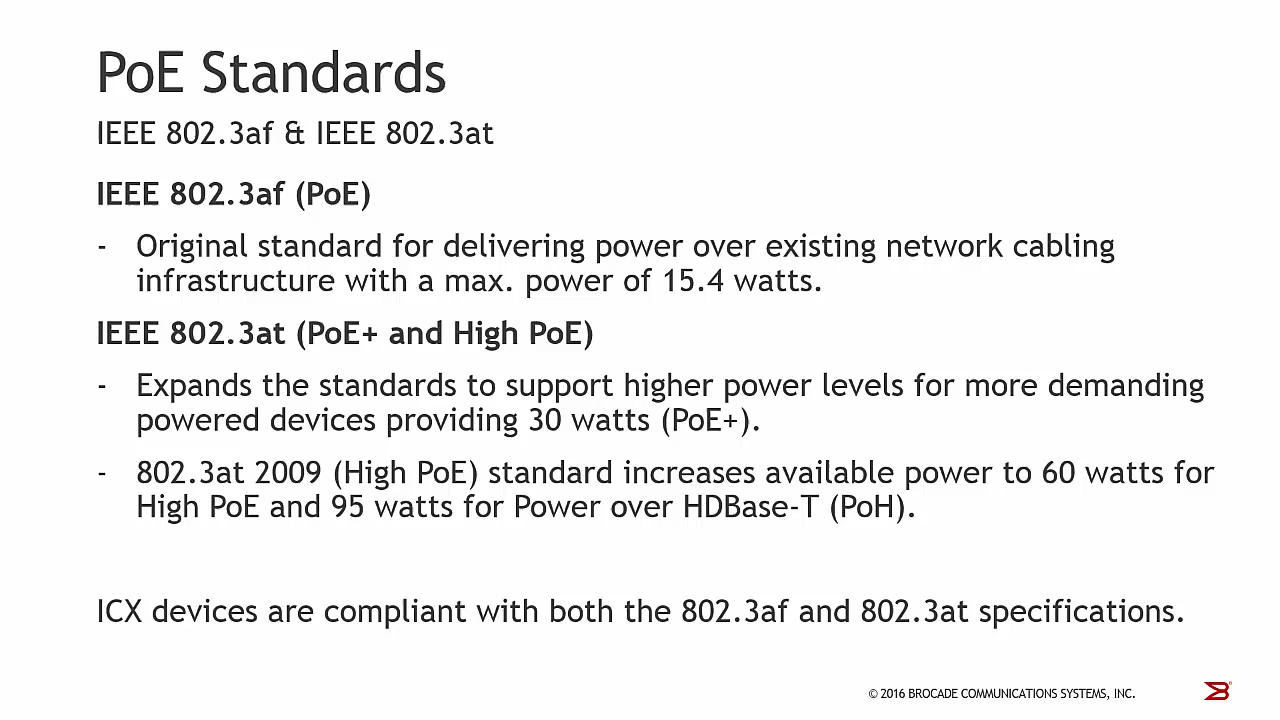 PoE Standards
IEEE 802.3af & IEEE 802.3at
IEEE 802.3af (PoE)
- Original standard for delivering power over existing network cabling
infrastructure with a max. power of 15.4 watts.
IEEE 802.3at (PoE+ and High PoE)
- Expands the standards to support higher power levels for more demanding
powered devices providing 30 watts (PoE+).
- 802.3at 2009 (High PoE) standard increases available power to 60 watts for
High PoE and 95 watts for Power over HDBase-T (PoH).
ICX devices are compliant with both the 802.3af and 802.3at specifications.
© 2016 BROCADE COMMUNICATIONS SYSTEMS, INC.